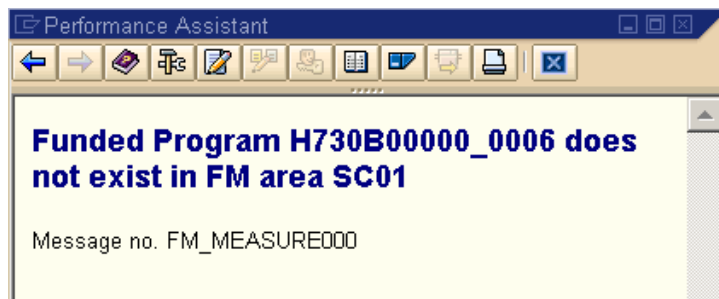 Performance Assistant
Funded Program H730B00000_0006 does
not exist in FM area SC01
Message no. FM_MEASURE000